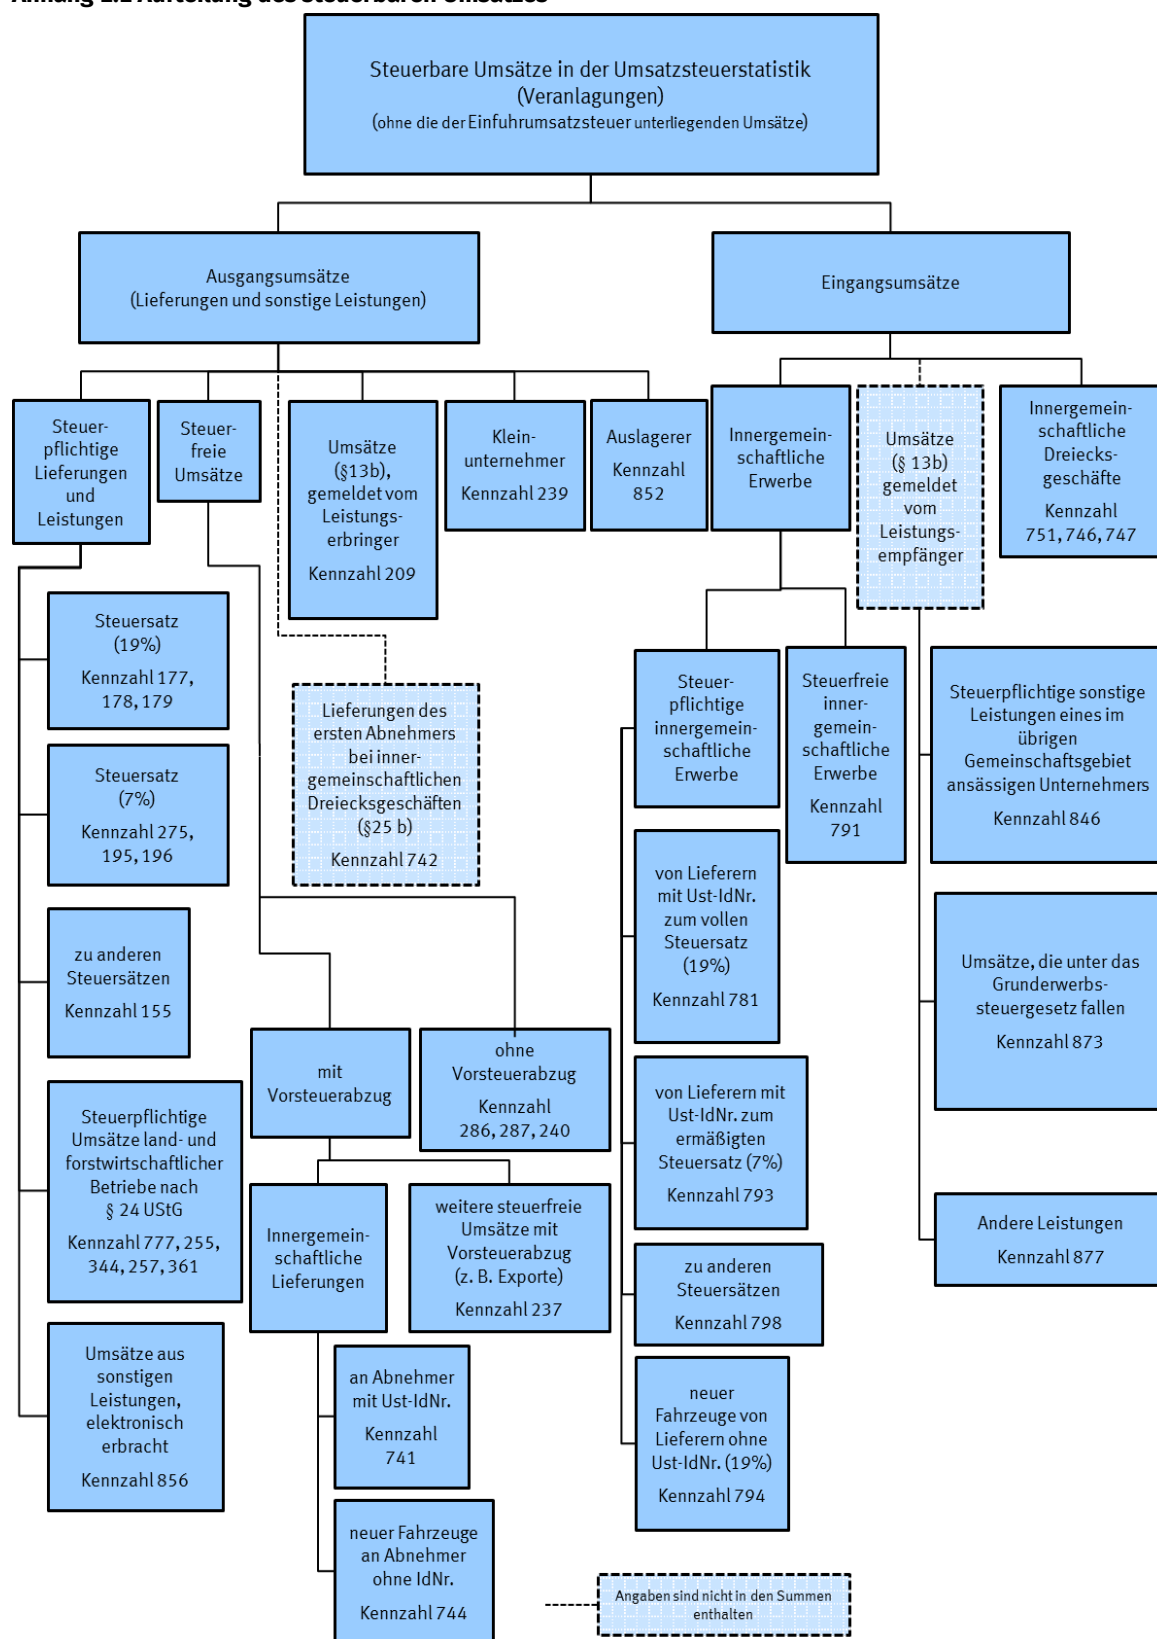 Anhang 1.1 Aufteilung des steuerbaren Umsatzes
Steuerbare Umsätze in der Umsatzsteuerstatistik
(Veranlagungen)
(ohne die der Einfuhrumsatzsteuer unterliegenden Umsätze)
Ausgangsumsätze
(Lieferungen und sonstige Leistungen)
Eingangsumsätze
Steuer-
pflichtige
Lieferungen
und
Leistungen
Steuer-
freie
Umsätze
Umsätze
(§13b),
gemeldet vom
Leistungs-
erbringer
Kennzahl 209
Klein-
unternehmer
Kennzahl 239
Auslagerer
Kennzahl
852
Innergemein-
schaftliche
Erwerbe
Umsätze
(§ 13b)
gemeldet
vom
Leistungs-
empfänger
Innergemein-
schaftliche
Dreiecks-
geschäfte
Kennzahl
751, 746, 747
Steuersatz
(19%)
Kennzahl 177,
178, 179
Steuersatz
(7%)
Kennzahl 275,
195, 196
zu anderen
Steuersätzen
Kennzahl 155
Steuerpflichtige
Umsätze land- und
forstwirtschaftlicher
Betriebe nach
§ 24 UStG
Kennzahl 777, 255,
344, 257, 361
Umsätze aus
sonstigen
Leistungen,
elektronisch
erbracht
Kennzahl 856
Lieferungen des
ersten Abnehmers
bei inner-
gemeinschaftlichen
Dreiecksgeschäften
(§25 b)
Kennzahl 742
mit
Vorsteuerabzug
ohne
Vorsteuerabzug
Kennzahl
286, 287, 240
Innergemein-
schaftliche
Lieferungen
weitere steuerfreie
Umsätze mit
Vorsteuerabzug
(z. B. Exporte)
Kennzahl 237
an Abnehmer
mit Ust-IdNr.
Kennzahl
741
neuer Fahrzeuge
an Abnehmer
ohne IdNr.
Kennzahl 744
Steuer-
pflichtige
innergemein-
schaftliche
Erwerbe
Steuerfreie
inner-
gemein-
schaftliche
Erwerbe
Kennzahl
791
von Lieferern
mit Ust-IdNr.
zum vollen
Steuersatz
(19%)
Kennzahl 781
von Lieferern mit
Ust-IdNr. zum
ermäßigten
Steuersatz (7%)
Kennzahl 793
zu anderen
Steuersätzen
Kennzahl 798
neuer
Fahrzeuge von
Lieferern ohne
Ust-IdNr. (19%)
Kennzahl 794
Steuerpflichtige sonstige
Leistungen eines im
übrigen
Gemeinschaftsgebiet
ansässigen Unternehmers
Kennzahl 846
Umsätze, die unter das
Grunderwerbs-
steuergesetz fallen
Kennzahl 873
Andere Leistungen
Kennzahl 877
Angaben sind nicht in den Summen
enthalten